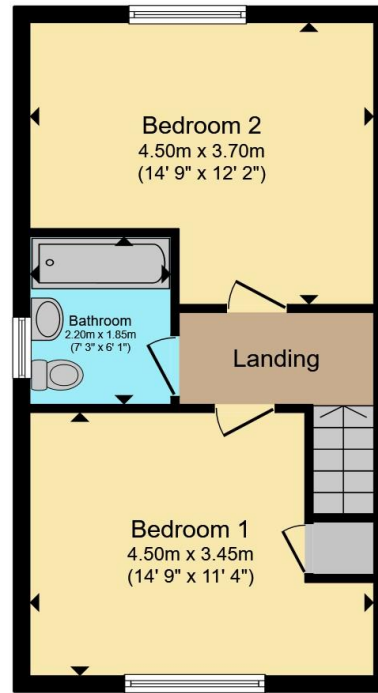 Bedroom 2
4.50m x 3.70m
(14' 9" x 12' 2")
Bathroom
2.20m x 1.85m
(7' 3" x 6' 1")
Landing
Bedroom 1
4.50m x 3.45m
(14' 9" x 11' 4")